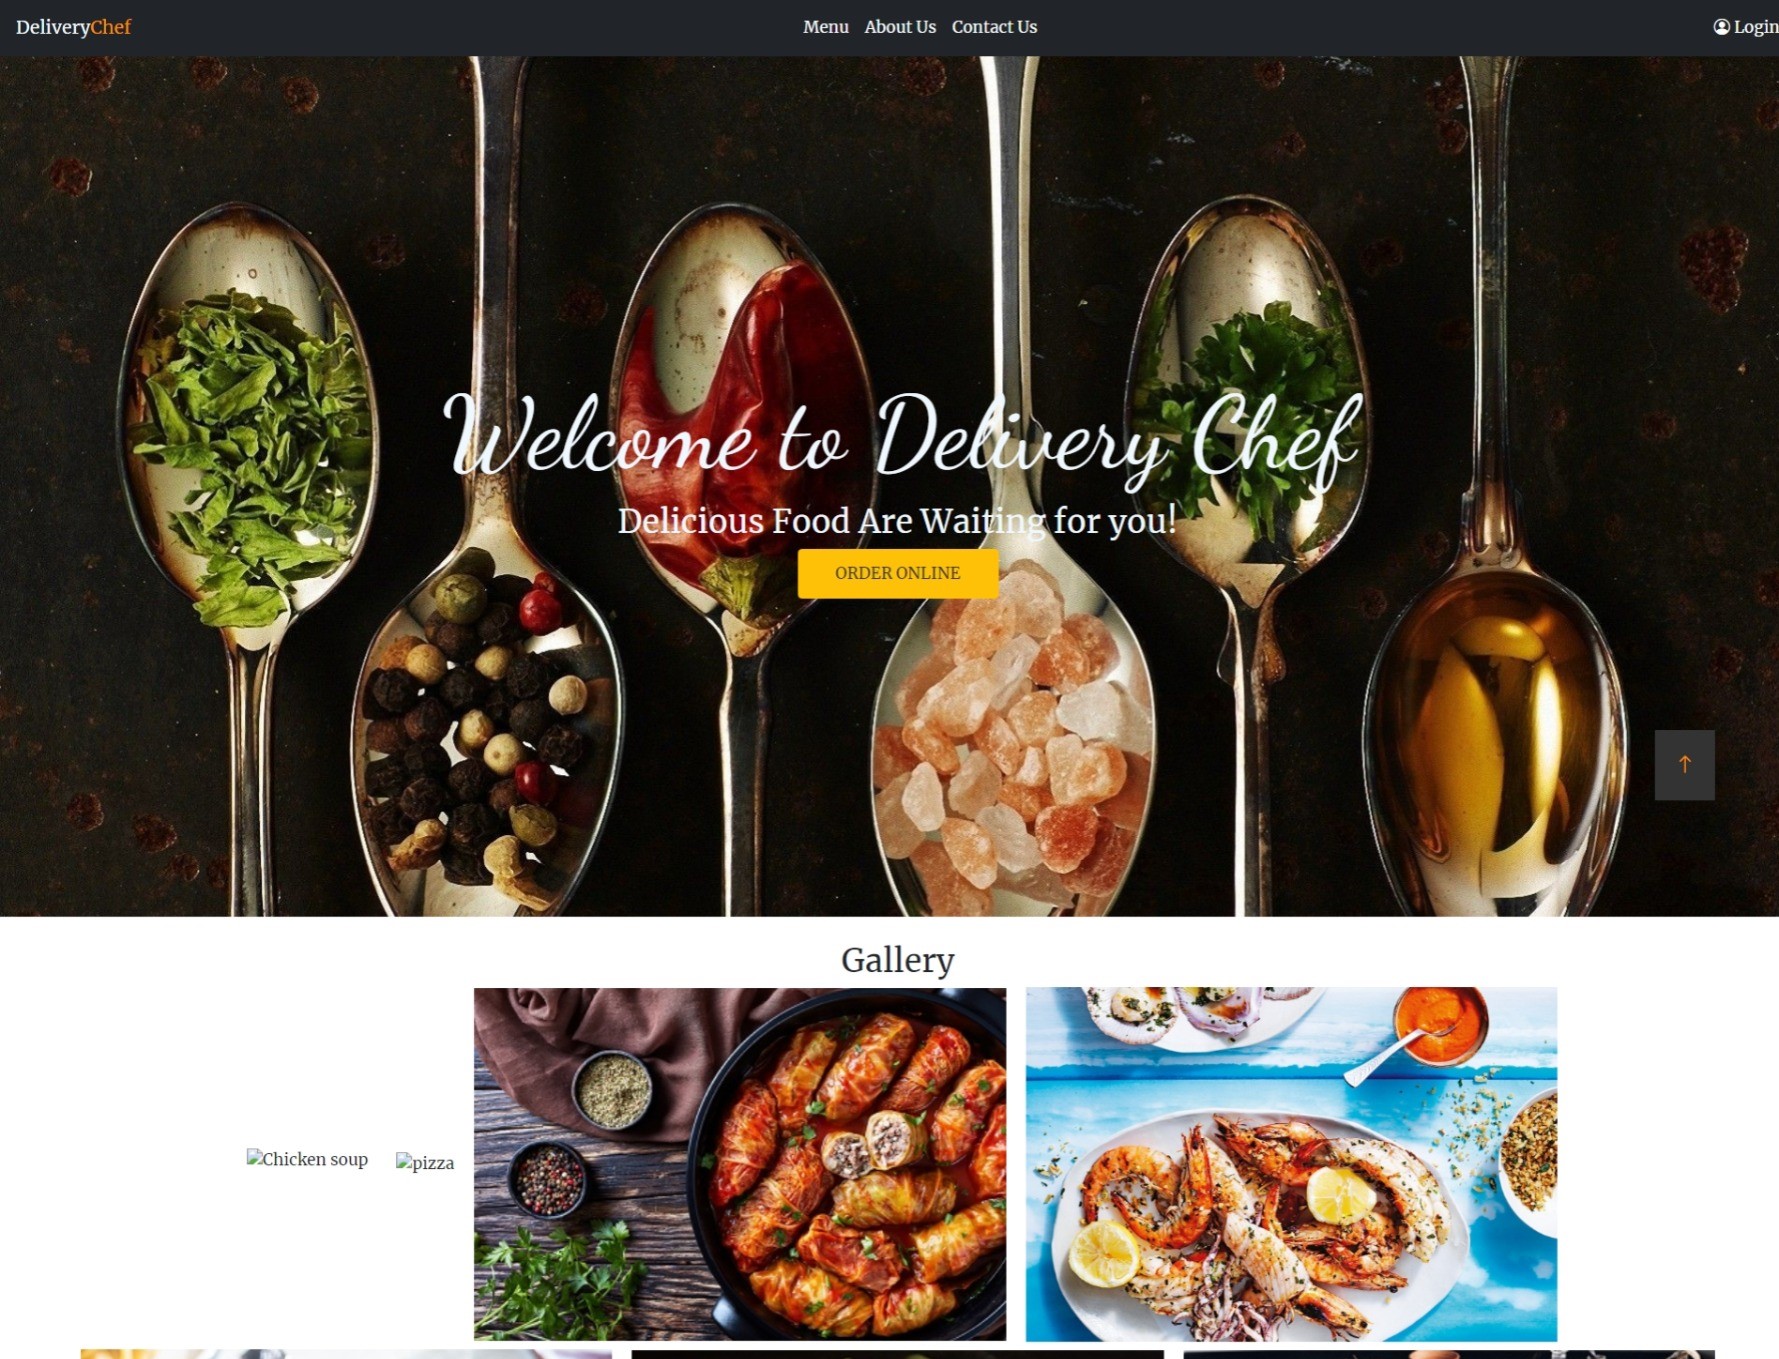 DeliveryChef
Menu About Us Contact Us
Login
Welcome to Delivery Chef
Delicious Food Are Waiting for you!
ORDER ONLINE
Gallery
Chicken soup
pizza